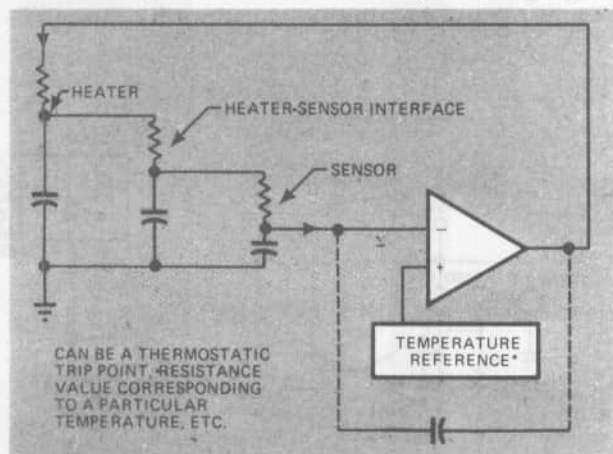 HEATER
HEATER-SENSOR INTERFACE
SENSOR
−
+
TEMPERATURE
REFERENCE*
CAN BE A THERMOSTATIC
TRIP POINT, RESISTANCE
VALUE CORRESPONDING
TO A PARTICULAR
TEMPERATURE, ETC.